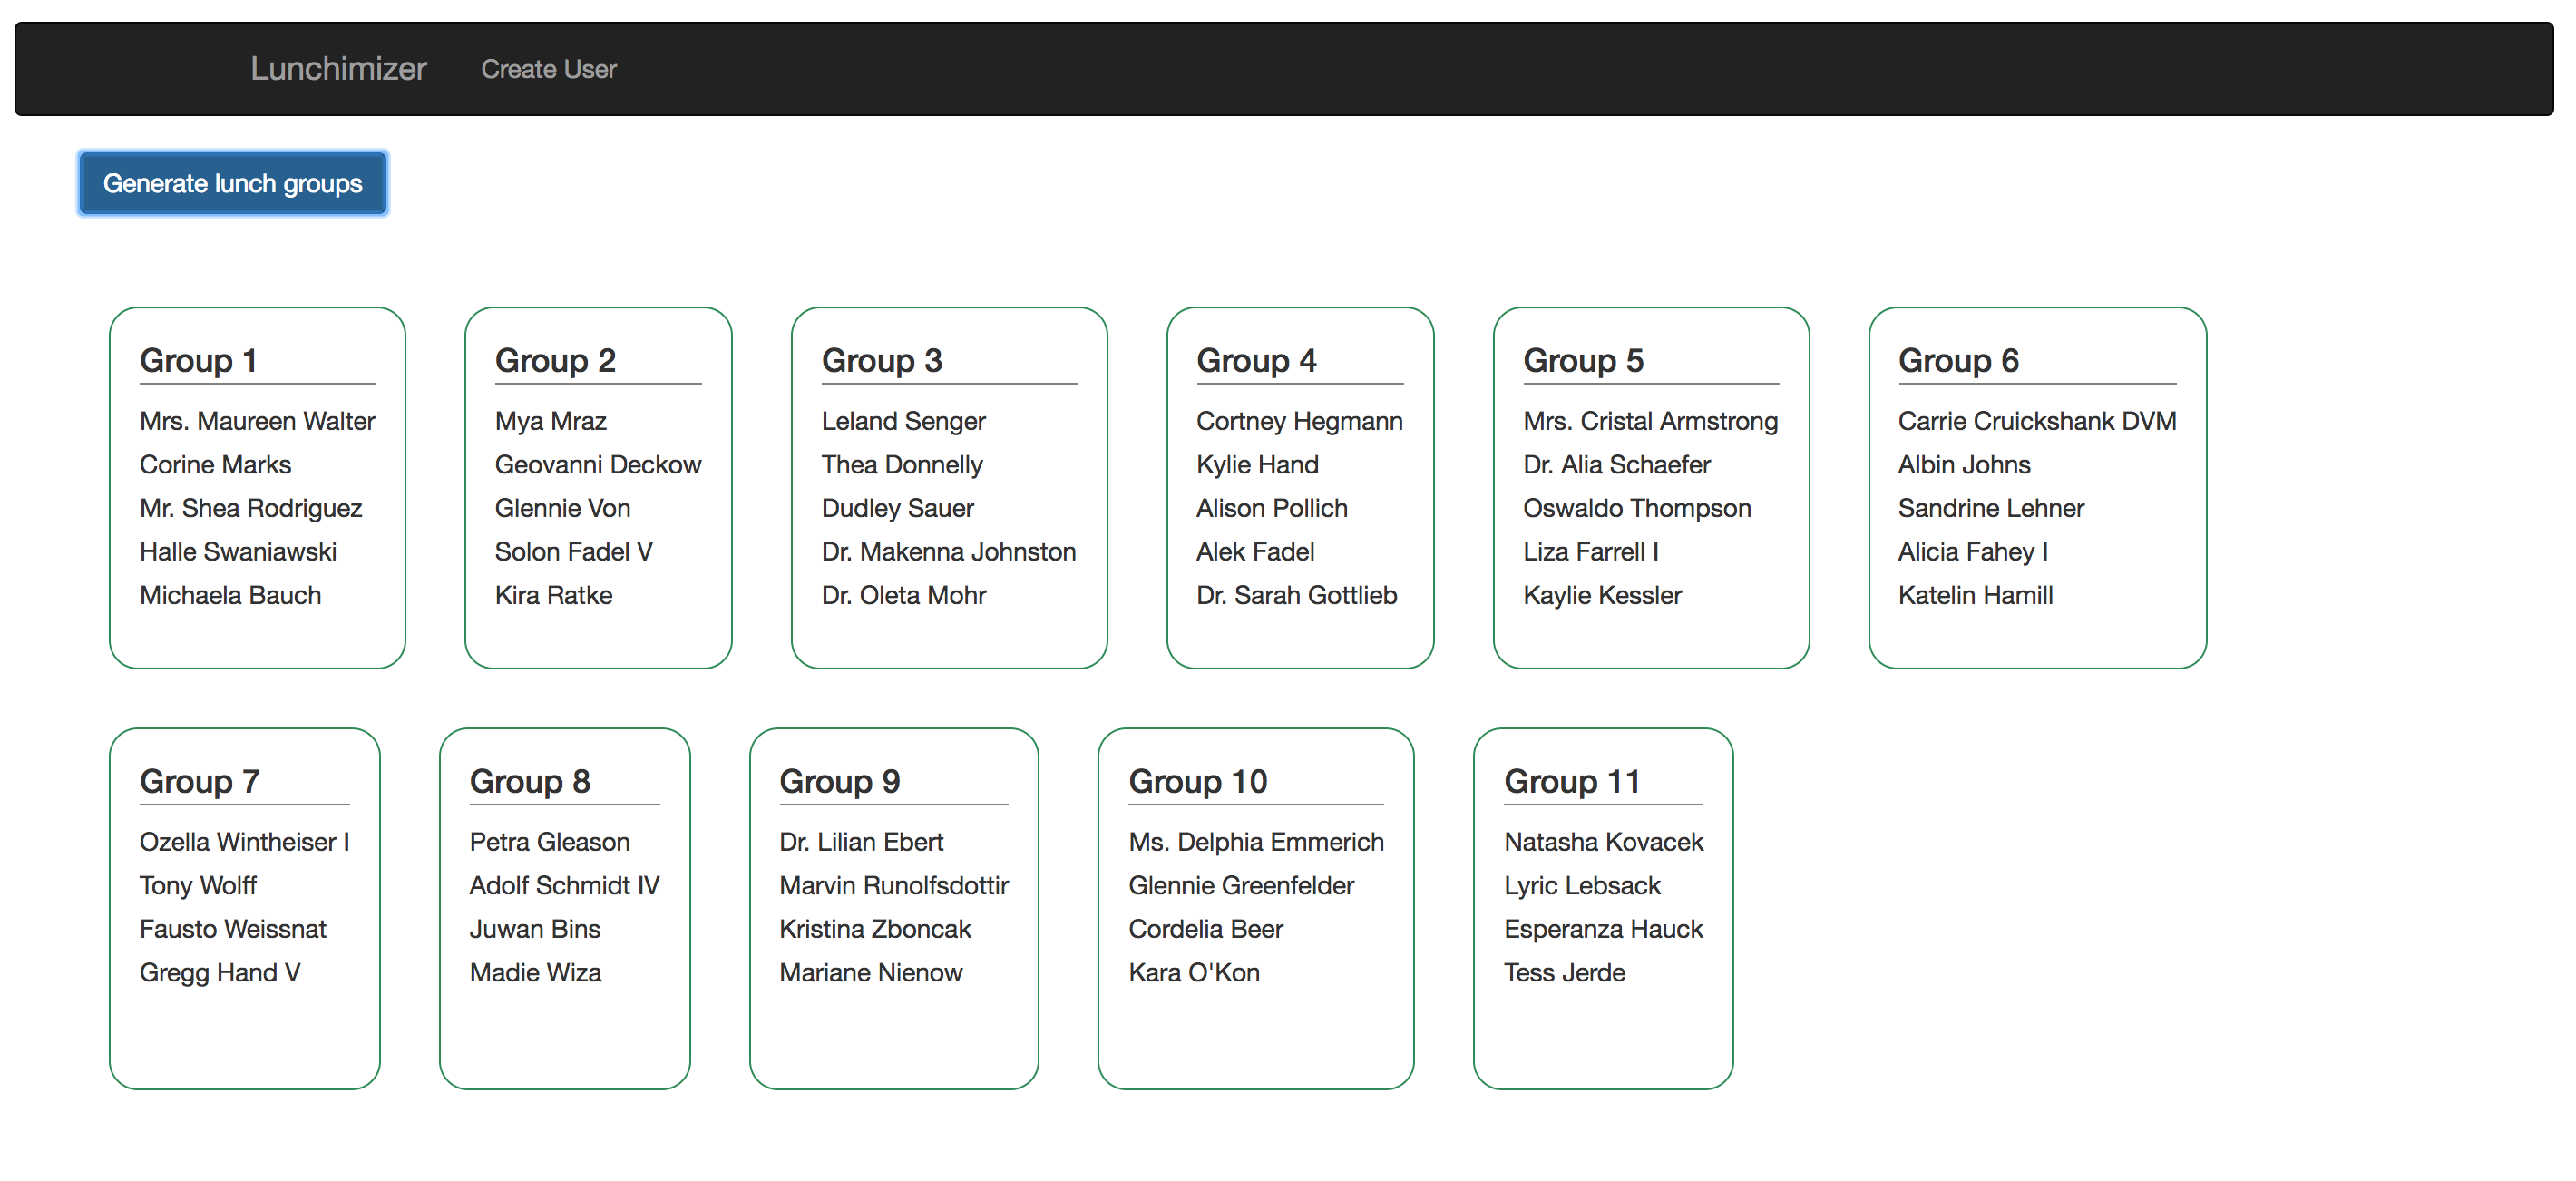 Lunchimizer Create User
Generate lunch groups
Group 1
Mrs. Maureen Walter
Corine Marks
Mr. Shea Rodriguez
Halle Swaniawski
Michaela Bauch
Group 2
Mya Mraz
Geovanni Deckow
Glennie Von
Solon Fadel V
Kira Ratke
Group 3
Leland Senger
Thea Donnelly
Dudley Sauer
Dr. Makenna Johnston
Dr. Oleta Mohr
Group 4
Cortney Hegmann
Kylie Hand
Alison Pollich
Alek Fadel
Dr. Sarah Gottlieb
Group 5
Mrs. Cristal Armstrong
Dr. Alia Schaefer
Oswaldo Thompson
Liza Farrell I
Kaylie Kessler
Group 6
Carrie Cruickshank DVM
Albin Johns
Sandrine Lehner
Alicia Fahey I
Katelin Hamill
Group 7
Ozella Wintheiser I
Tony Wolff
Fausto Weissnat
Gregg Hand V
Group 8
Petra Gleason
Adolf Schmidt IV
Juwan Bins
Madie Wiza
Group 9
Dr. Lilian Ebert
Marvin Runolfsdottir
Kristina Zboncak
Mariane Nienow
Group 10
Ms. Delphia Emmerich
Glennie Greenfelder
Cordelia Beer
Kara O'Kon
Group 11
Natasha Kovacek
Lyric Lebsack
Esperanza Hauck
Tess Jerde